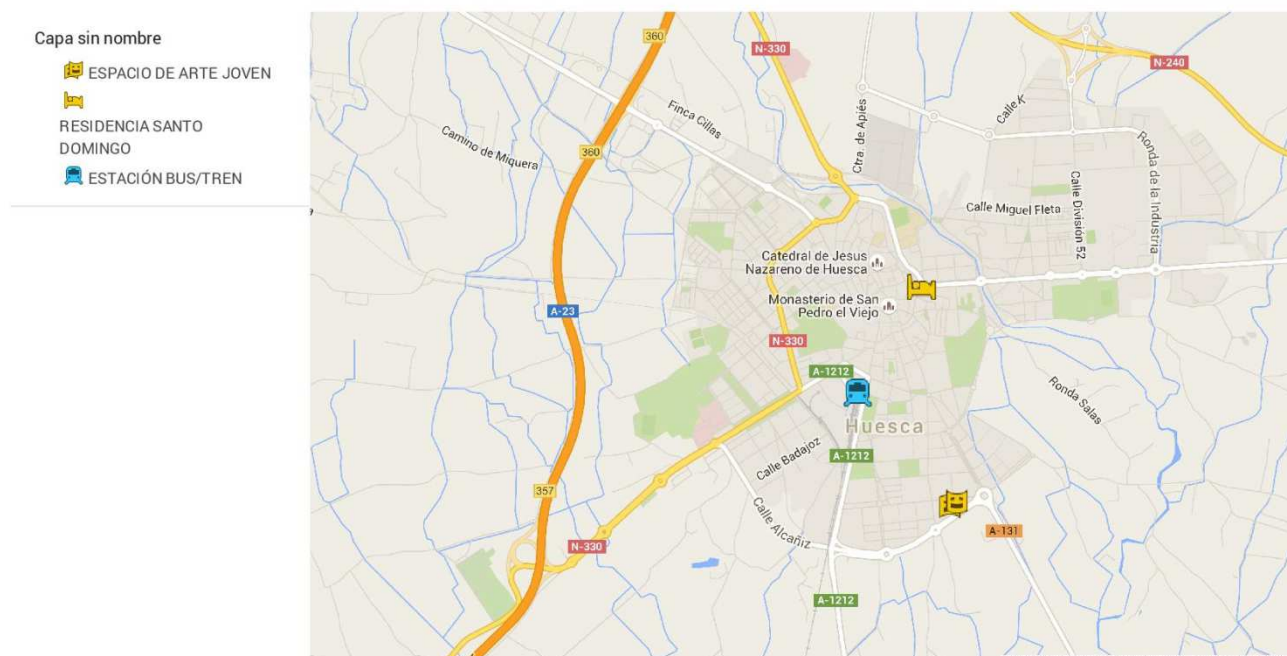 Capa sin nombre
ESPACIO DE ARTE JOVEN
RESIDENCIA SANTO
DOMINGO
ESTACIÓN BUS/TREN
360
N-330
N-240
Finca Cillas
Ctra. de Apiés
Calle K
Camino de Miquera
360
Ronda de la Industria
Calle Miguel Fleta
Calle División 52
Catedral de Jesus
Nazareno de Huesca
Monasterio de San
Pedro el Viejo
A-23
N-330
A-1212
Ronda Salas
Huesca
Calle Badajoz
A-1212
357
Calle Alcañiz
A-131
N-330
A-1212